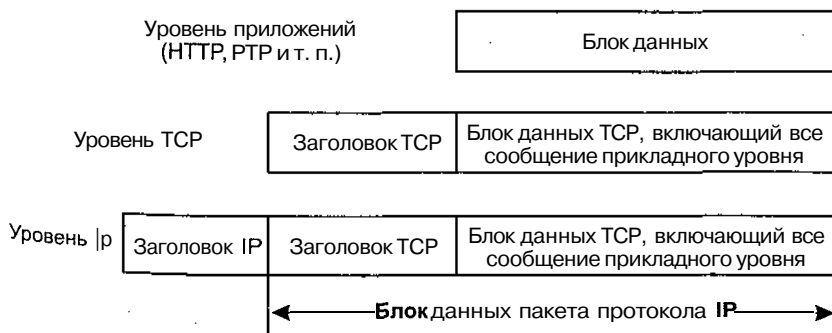 Уровень приложений
(HTTP, PTP и т. п.)
Блок данных
Уровень TCP
Заголовок TCP
Блок данных TCP, включающий все
сообщение прикладного уровня
Уровень |p
Заголовок IP
Заголовок TCP
Блок данных TCP, включающий все
сообщение прикладного уровня
Блок данных пакета протокола IP